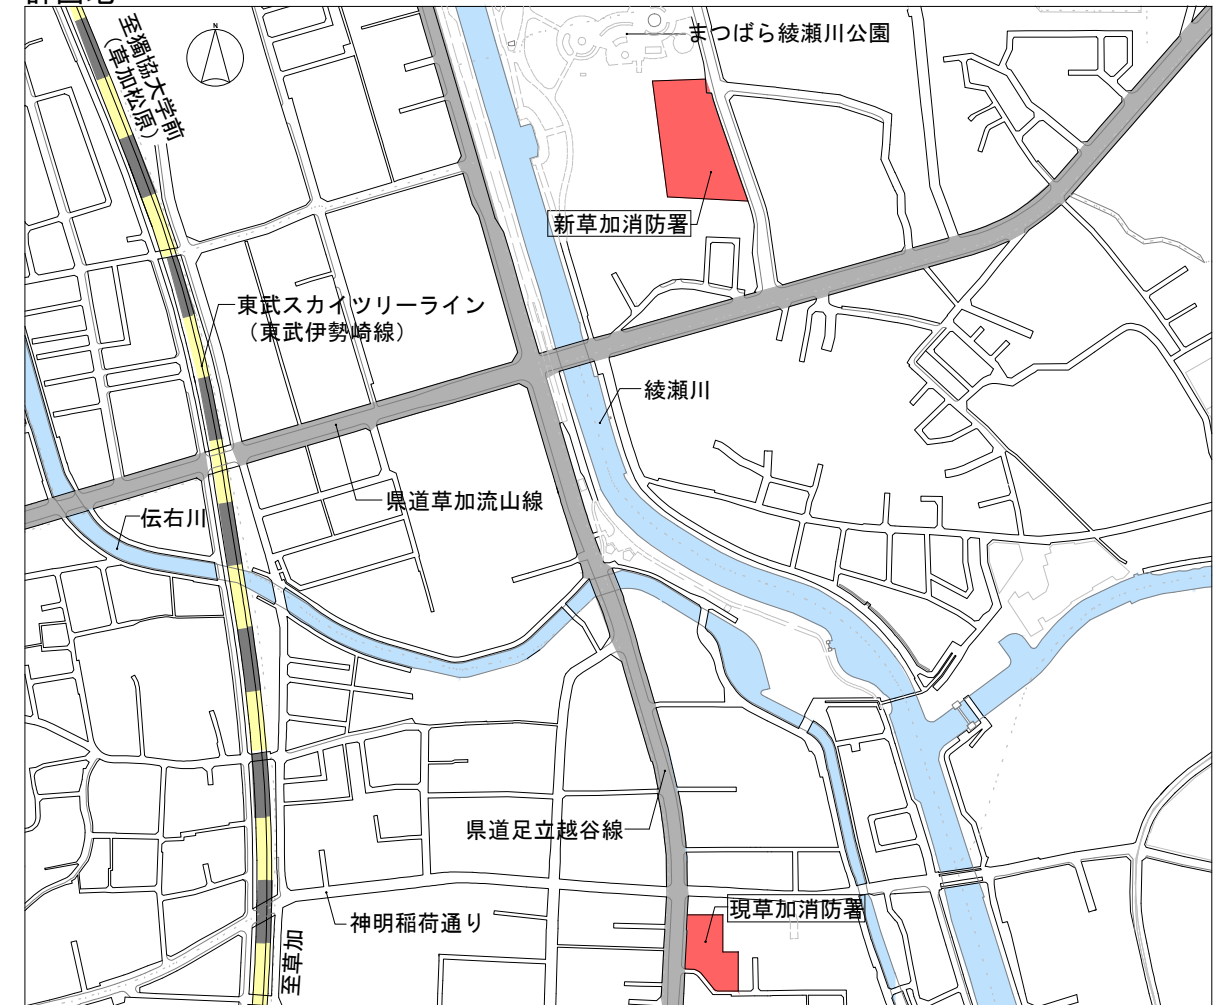 至獨協大学前
（草加松原）
N
まつばら綾瀬川公園
新草加消防署
東武スカイツリーライン
（東武伊勢崎線）
綾瀬川
県道草加流山線
伝右川
県道足立越谷線
現草加消防署
神明稲荷通り
至草加